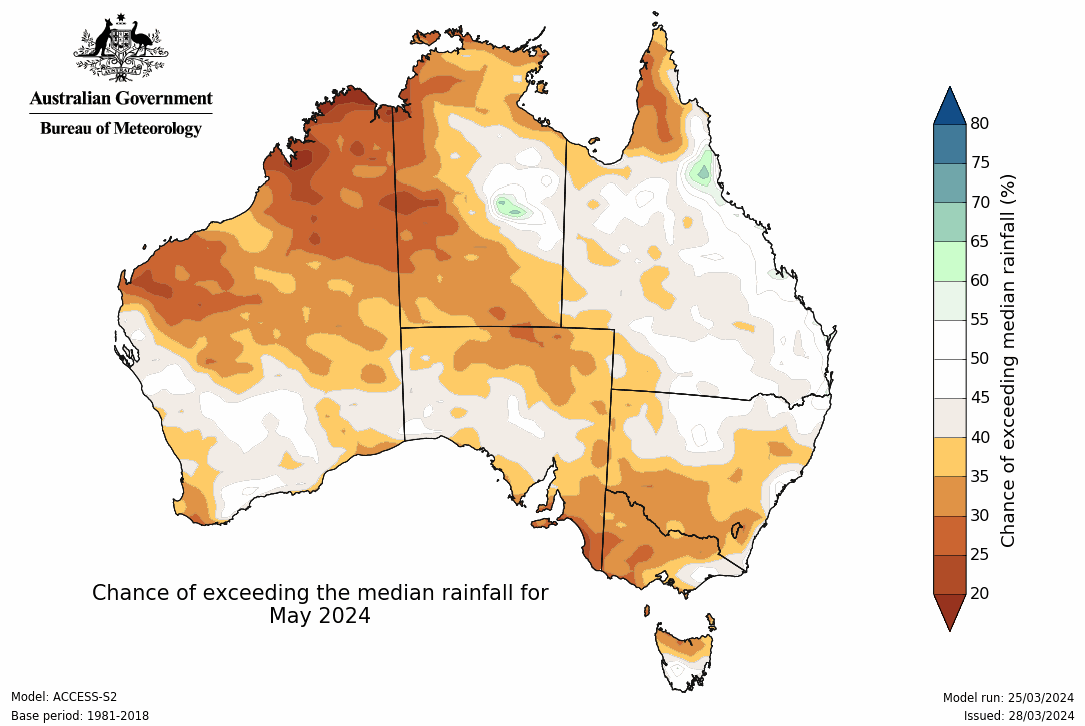 Australian Government
Bureau of Meteorology
80
75
70
65
60
55
50
45
40
35
30
25
20
Chance of exceeding median rainfall (%)
Chance of exceeding the median rainfall for
May 2024
Model: ACCESS-S2
Base period: 1981-2018
Model run: 25/03/2024
Issued: 28/03/2024